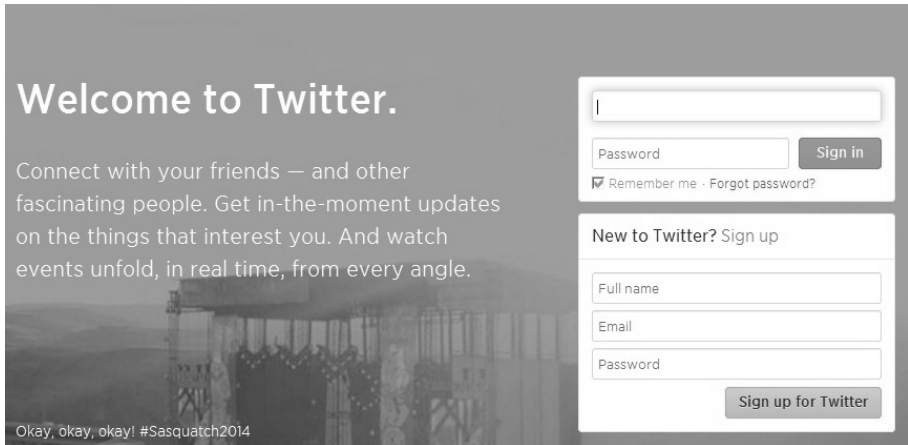 Welcome to Twitter.
Connect with your friends — and other
fascinating people. Get in-the-moment updates
on the things that interest you. And watch
events unfold, in real time, from every angle.
Okay, okay, okay! #Sasquatch2014
Password
Sign in
Remember me · Forgot password?
New to Twitter? Sign up
Full name
Email
Password
Sign up for Twitter